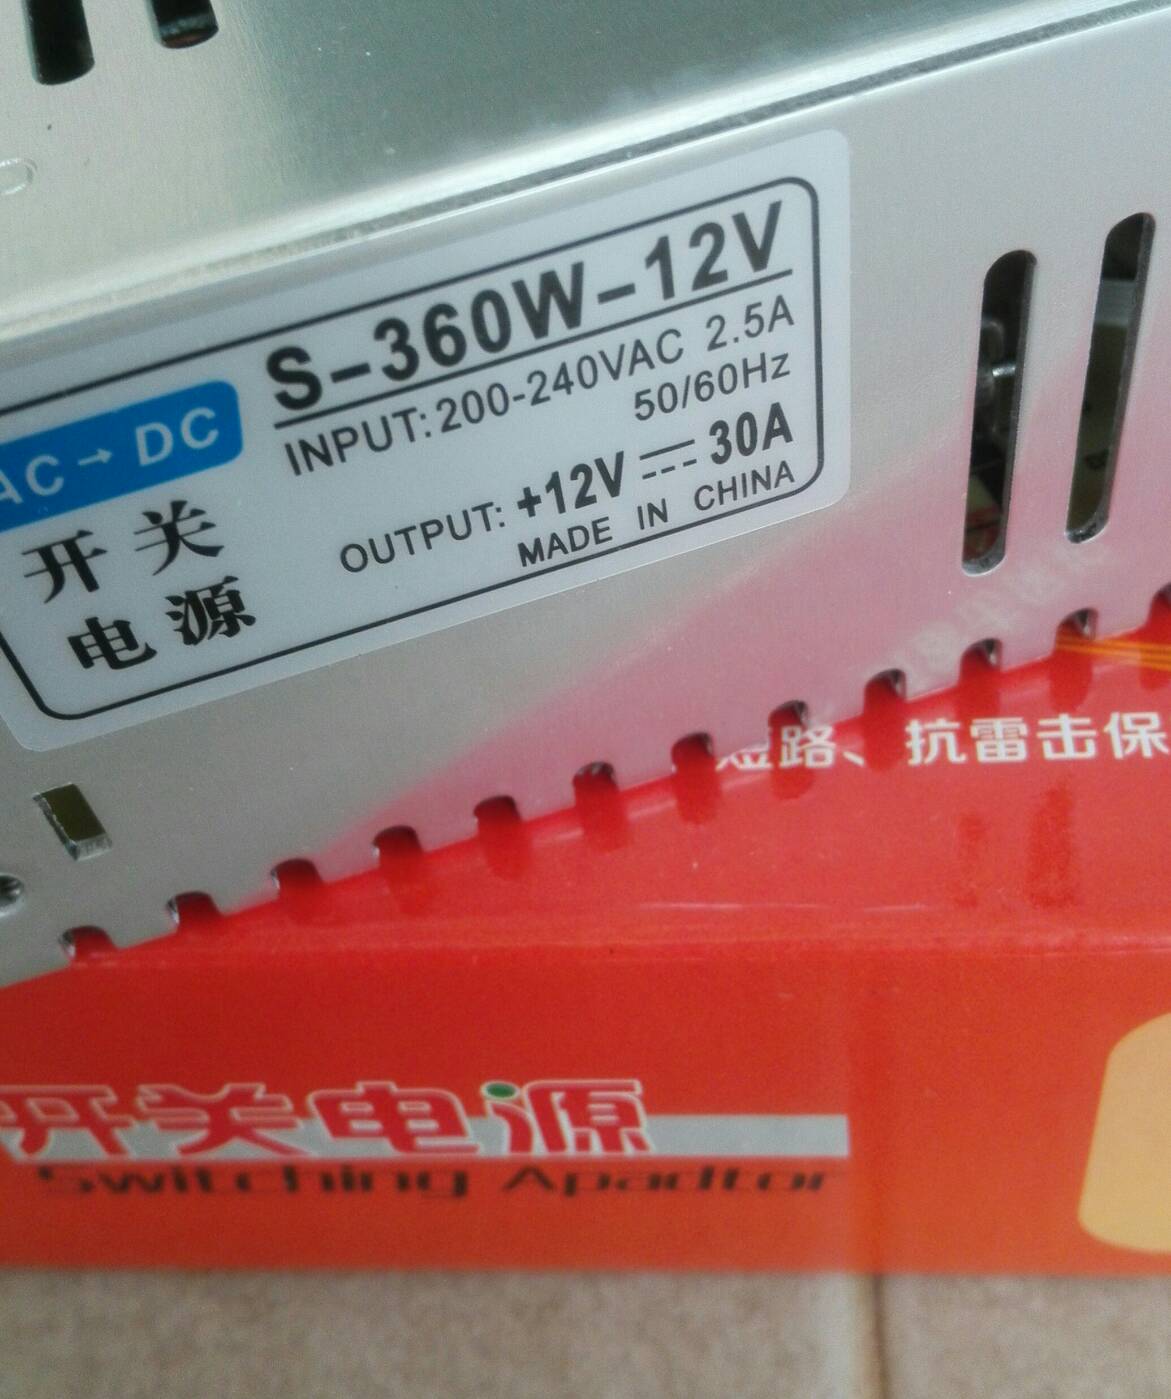 S-360W-12V
INPUT: 200-240VAC 2.5A
50/60Hz
OUTPUT: +12V 30A
MADE IN CHINA
AC→DC
开关
电源
短路、抗雷击保
开关电源
Switching Apadtor